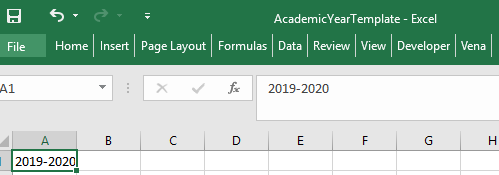 AcademicYearTemplate - Excel
File Home Insert Page Layout Formulas Data Review View Developer Vena
A1 fx 2019-2020
A B C D E F G H
2019-2020